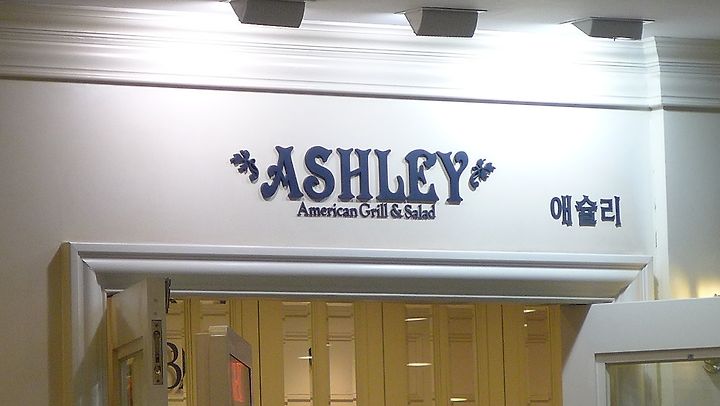 ASHLEY
American Grill & Salad
애슐리